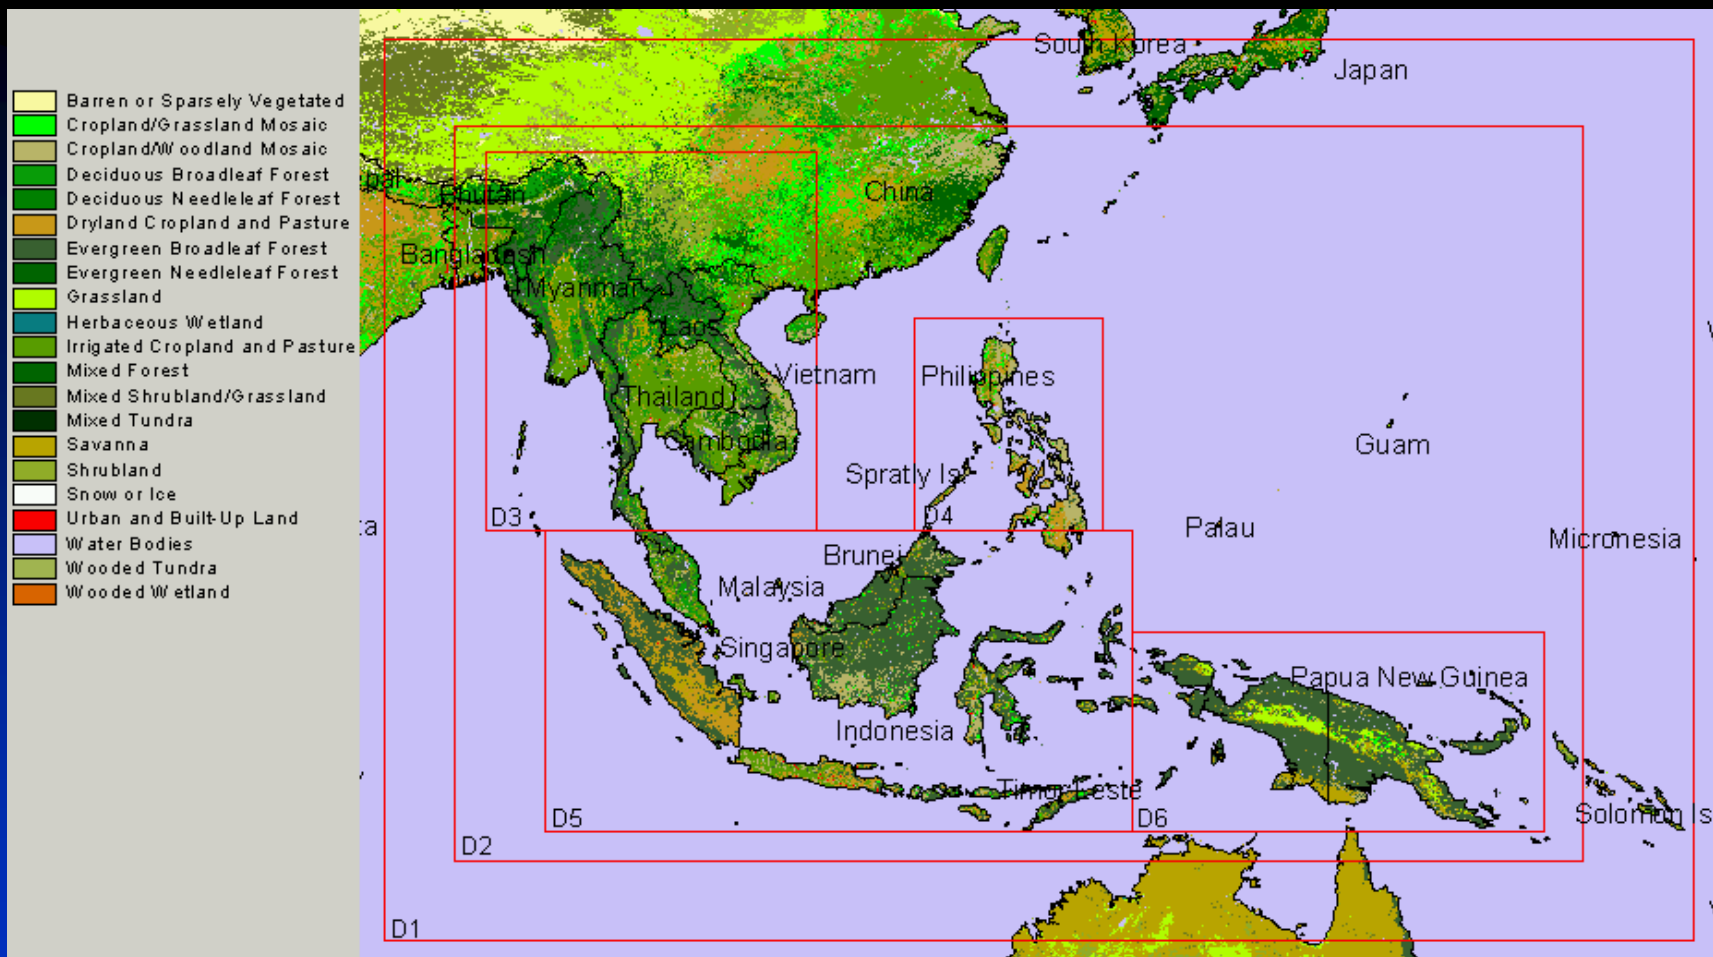 Barren or Sparsely Vegetated
Cropland/Grassland Mosaic
Cropland/Woodland Mosaic
Deciduous Broadleaf Forest
Deciduous Needleleaf Forest
Dryland Cropland and Pasture
Evergreen Broadleaf Forest
Evergreen Needleleaf Forest
Grassland
Herbaceous Wetland
Irrigated Cropland and Pasture
Mixed Forest
Mixed Shrubland/Grassland
Mixed Tundra
Savanna
Shrubland
Snow or Ice
Urban and Built-Up Land
Water Bodies
Wooded Tundra
Wooded Wetland
South Korea
Japan
pal
Bhutan
China
Bangladesh
Myanmar
Laos
Vietnam
Philippines
Thailand
Cambodia
Guam
Spratly Is.
D3
D4
ta
Palau
Micronesia
Brunei
Malaysia
Singapore
Papua New Guinea
Indonesia
Timor Leste
Solomon Is
D5
D6
D2
D1